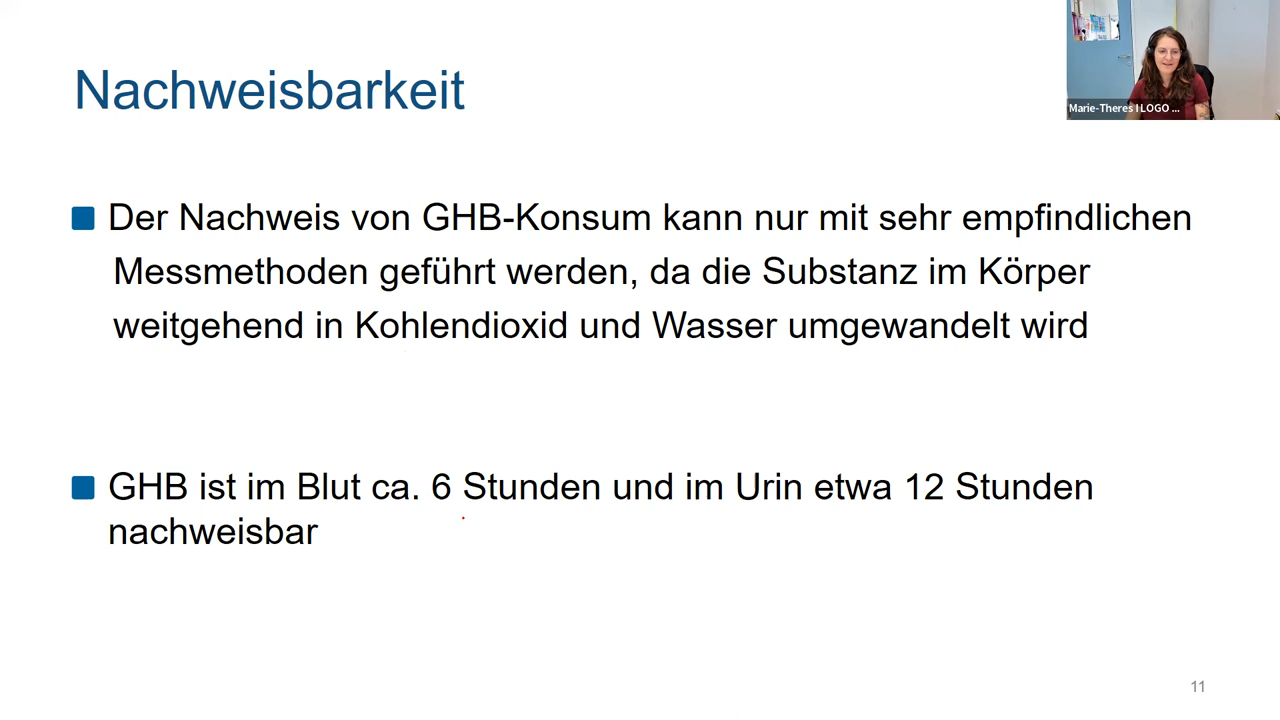 Nachweisbarkeit
Marie-Theres I LOGO ...
Der Nachweis von GHB-Konsum kann nur mit sehr empfindlichen
Messmethoden geführt werden, da die Substanz im Körper
weitgehend in Kohlendioxid und Wasser umgewandelt wird
GHB ist im Blut ca. 6 Stunden und im Urin etwa 12 Stunden
nachweisbar
11